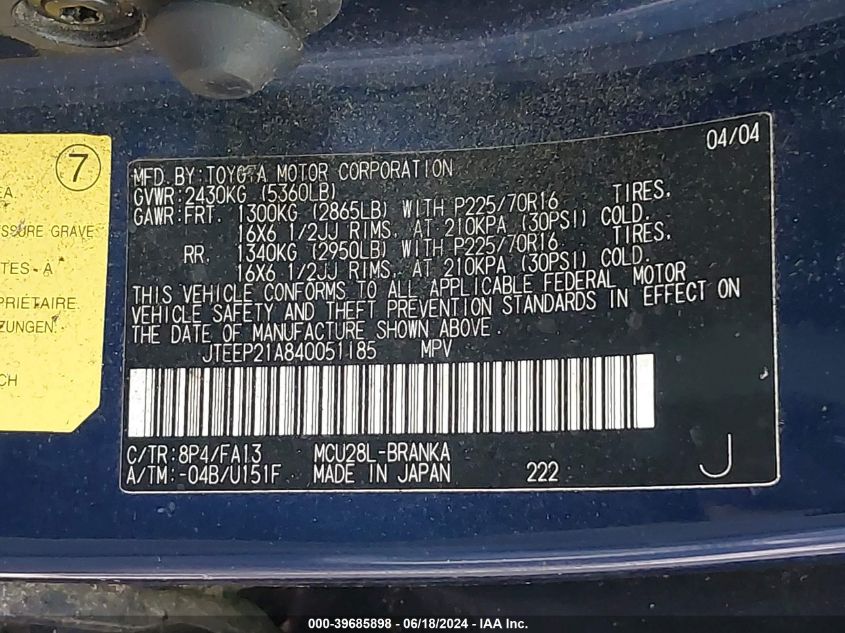 7
EA
ESSURE GRAVE
TES - A
PRIÉTAIRE.
ZUNGEN.
CH
04/04
MFD. BY: TOYOTA MOTOR CORPORATION
GVWR: 2430KG (5360LB)
GAWR: FRT. 1300KG (2865LB) WITH P225/70R16 TIRES.
16X6 1/2JJ RIMS. AT 210KPA (30PSI) COLD.
RR. 1340KG (2950LB) WITH P225/70R16 TIRES.
16X6 1/2JJ RIMS. AT 210KPA (30PSI) COLD.
THIS VEHICLE CONFORMS TO ALL APPLICABLE FEDERAL MOTOR
VEHICLE SAFETY AND THEFT PREVENTION STANDARDS IN EFFECT ON
THE DATE OF MANUFACTURE SHOWN ABOVE.
JTEEP21A840051185 MPV
C/TR: 8P4/FA13 MCU28L-BRANKA
A/TM: -04B/U151F MADE IN JAPAN 222 J
000-39685898 - 06/18/2024 - IAA Inc.